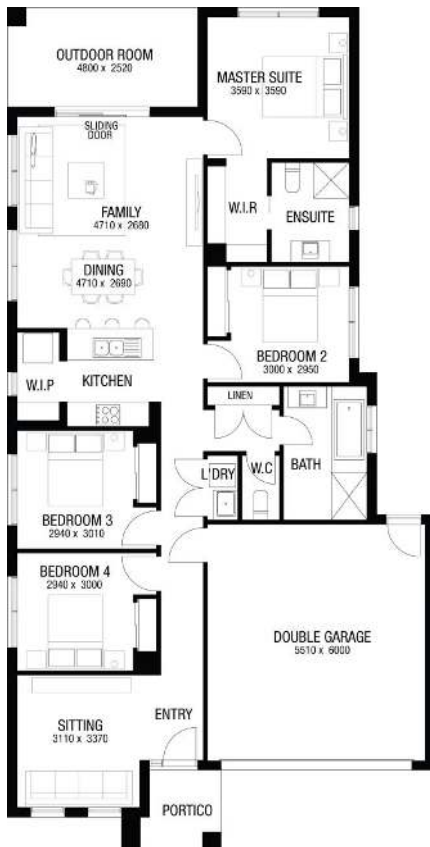 OUTDOOR ROOM
4800 x 2520
MASTER SUITE
3590 x 3590
SLIDING
DOOR
FAMILY
4710 x 2680
W.I.R
ENSUITE
DINING
4710 x 2690
BEDROOM 2
3000 x 2950
W.I.P
KITCHEN
LINEN
BATH
W.C
L'DRY
BEDROOM 3
2940 x 3010
BEDROOM 4
2940 x 3000
DOUBLE GARAGE
5510 x 6000
ENTRY
SITTING
3110 x 3370
PORTICO